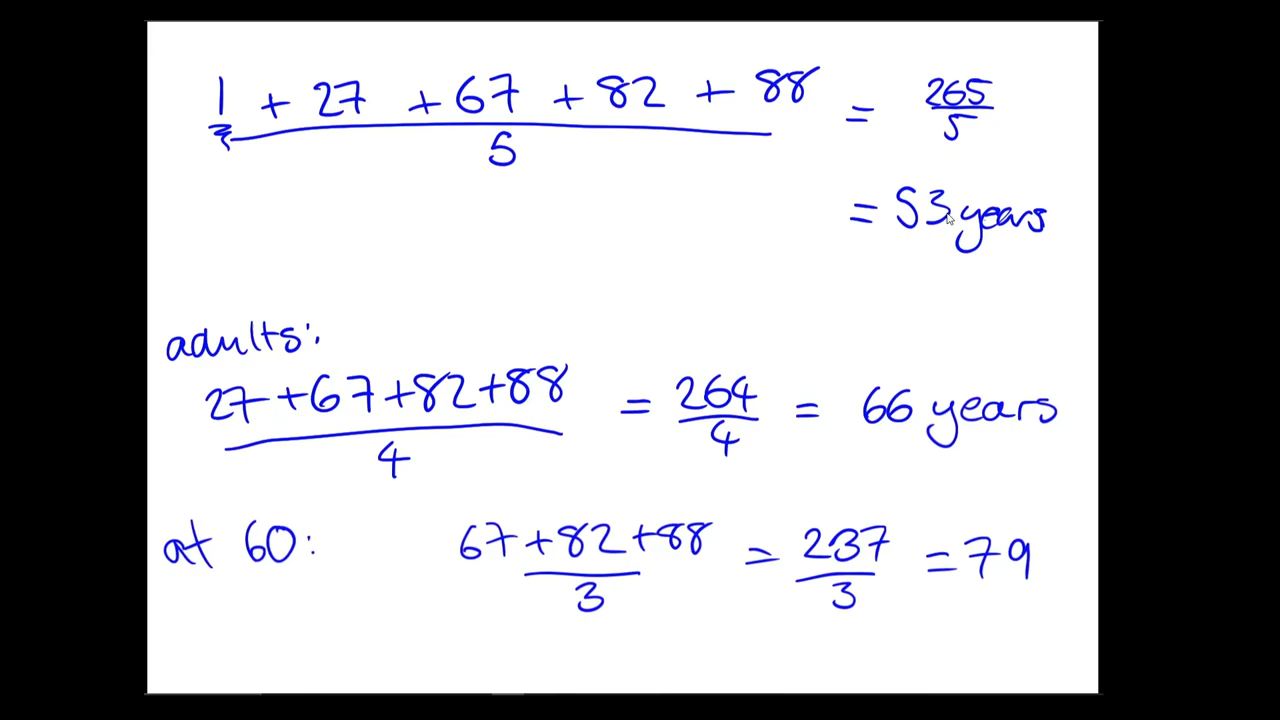 1 + 27 + 67 + 82 + 88 = 265
5 5
= 53 years
adults:
27 + 67 + 82 + 88 = 264 = 66 years
4 4
at 60: 67 + 82 + 88 = 237 = 79
3 3